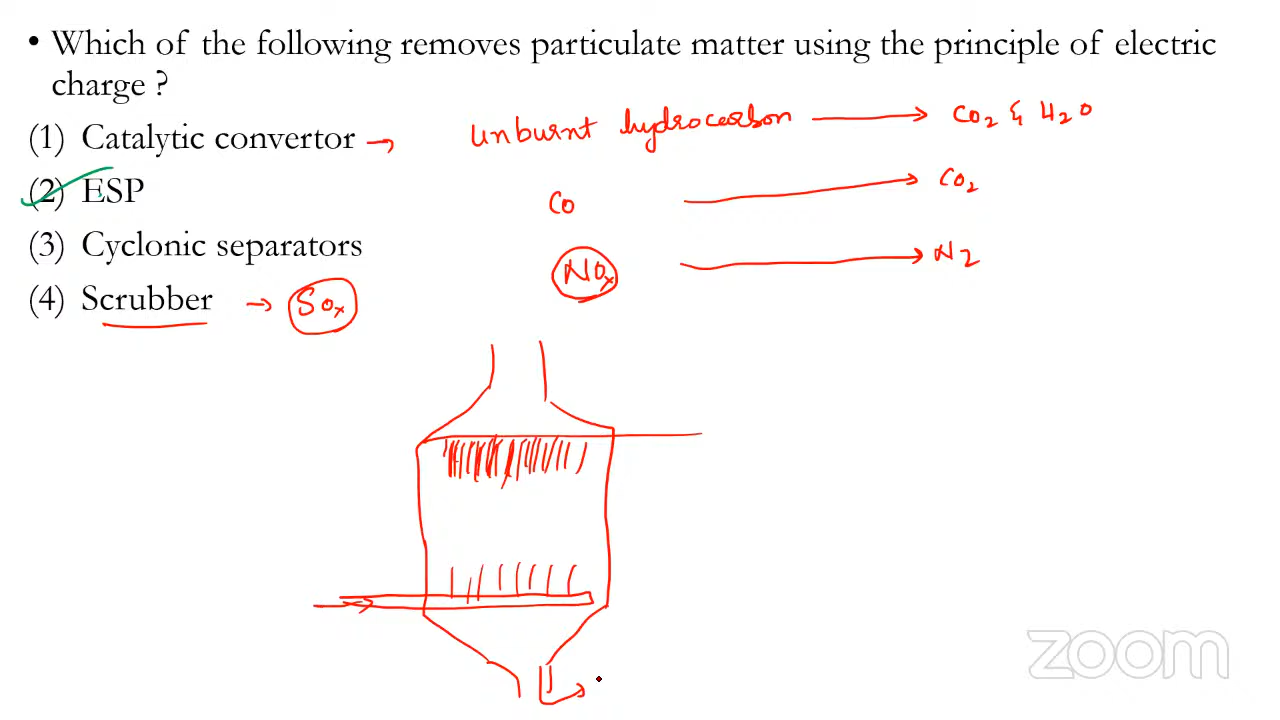 • Which of the following removes particulate matter using the principle of electric
charge ?
(1) Catalytic convertor → unburnt hydrocarbon → CO2 & H2O
(2) ESP
CO → CO2
(3) Cyclonic separators
NOx → N2
(4) Scrubber → SOx
zoom